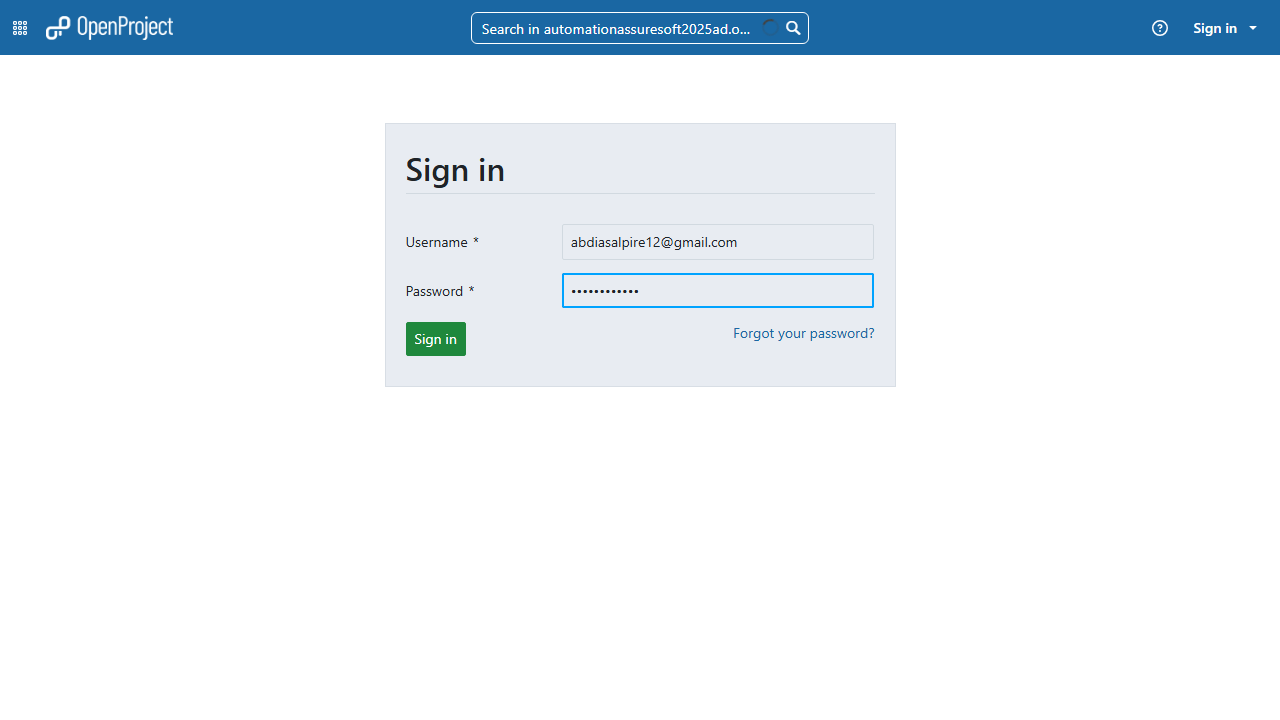 OpenProject
Search in automationassuresoft2025ad.o...
Sign in
Sign in
Username *
abdiasalpire12@gmail.com
Password *
••••••••••••
Sign in
Forgot your password?